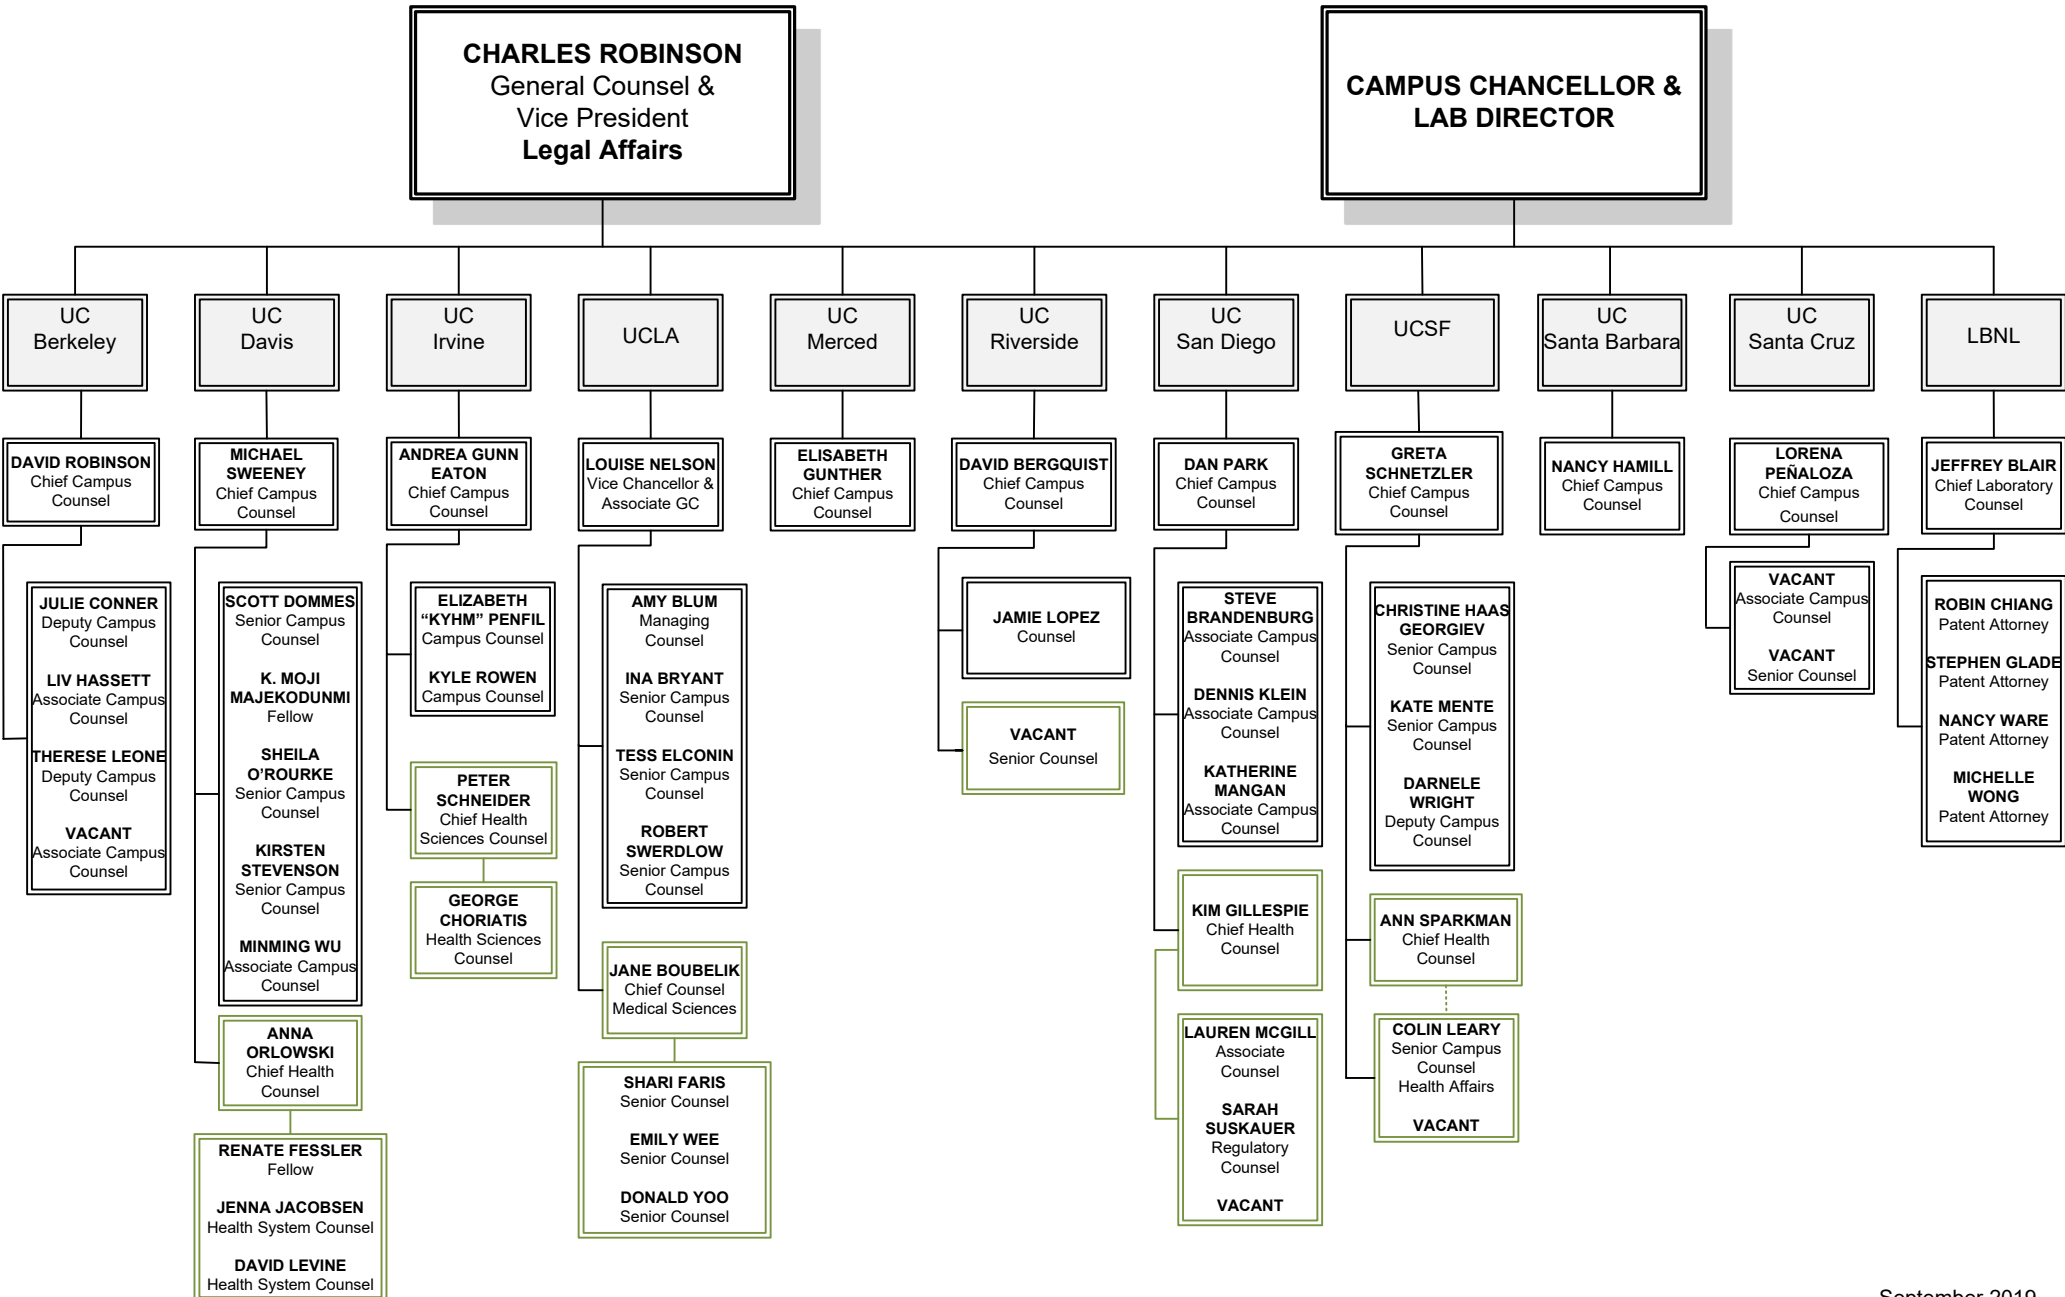 CHARLES ROBINSON
General Counsel &
Vice President
Legal Affairs
CAMPUS CHANCELLOR &
LAB DIRECTOR
UC
Berkeley
UC
Davis
UC
Irvine
UCLA
UC
Merced
UC
Riverside
UC
San Diego
UCSF
UC
Santa Barbara
UC
Santa Cruz
LBNL
DAVID ROBINSON
Chief Campus
Counsel
MICHAEL
SWEENEY
Chief Campus
Counsel
ANDREA GUNN
EATON
Chief Campus
Counsel
LOUISE NELSON
Vice Chancellor &
Associate GC
ELISABETH
GUNTHER
Chief Campus
Counsel
DAVID BERGQUIST
Chief Campus
Counsel
DAN PARK
Chief Campus
Counsel
GRETA
SCHNETZLER
Chief Campus
Counsel
NANCY HAMILL
Chief Campus
Counsel
LORENA
PEÑALOZA
Chief Campus
Counsel
JEFFREY BLAIR
Chief Laboratory
Counsel
JULIE CONNER
Deputy Campus
Counsel
LIV HASSETT
Associate Campus
Counsel
THERESE LEONE
Deputy Campus
Counsel
VACANT
Associate Campus
Counsel
SCOTT DOMMES
Senior Campus
Counsel
K. MOJI
MAJEKODUNMI
Fellow
SHEILA
O’ROURKE
Senior Campus
Counsel
KIRSTEN
STEVENSON
Senior Campus
Counsel
MINMING WU
Associate Campus
Counsel
ANNA
ORLOWSKI
Chief Health
Counsel
RENATE FESSLER
Fellow
JENNA JACOBSEN
Health System Counsel
DAVID LEVINE
Health System Counsel
ELIZABETH
“KYHM” PENFIL
Campus Counsel
KYLE ROWEN
Campus Counsel
PETER
SCHNEIDER
Chief Health
Sciences Counsel
GEORGE
CHORIATIS
Health Sciences
Counsel
AMY BLUM
Managing
Counsel
INA BRYANT
Senior Campus
Counsel
TESS ELCONIN
Senior Campus
Counsel
ROBERT
SWERDLOW
Senior Campus
Counsel
JANE BOUBELIK
Chief Counsel
Medical Sciences
SHARI FARIS
Senior Counsel
EMILY WEE
Senior Counsel
DONALD YOO
Senior Counsel
JAMIE LOPEZ
Counsel
VACANT
Senior Counsel
STEVE
BRANDENBURG
Associate Campus
Counsel
DENNIS KLEIN
Associate Campus
Counsel
KATHERINE
MANGAN
Associate Campus
Counsel
KIM GILLESPIE
Chief Health
Counsel
LAUREN MCGILL
Associate
Counsel
SARAH
SUSKAUER
Regulatory
Counsel
VACANT
CHRISTINE HAAS
GEORGIEV
Senior Campus
Counsel
KATE MENTE
Senior Campus
Counsel
DARNELE
WRIGHT
Deputy Campus
Counsel
ANN SPARKMAN
Chief Health
Counsel
COLIN LEARY
Senior Campus
Counsel
Health Affairs
VACANT
VACANT
Associate Campus
Counsel
VACANT
Senior Counsel
ROBIN CHIANG
Patent Attorney
STEPHEN GLADE
Patent Attorney
NANCY WARE
Patent Attorney
MICHELLE
WONG
Patent Attorney
September 2019